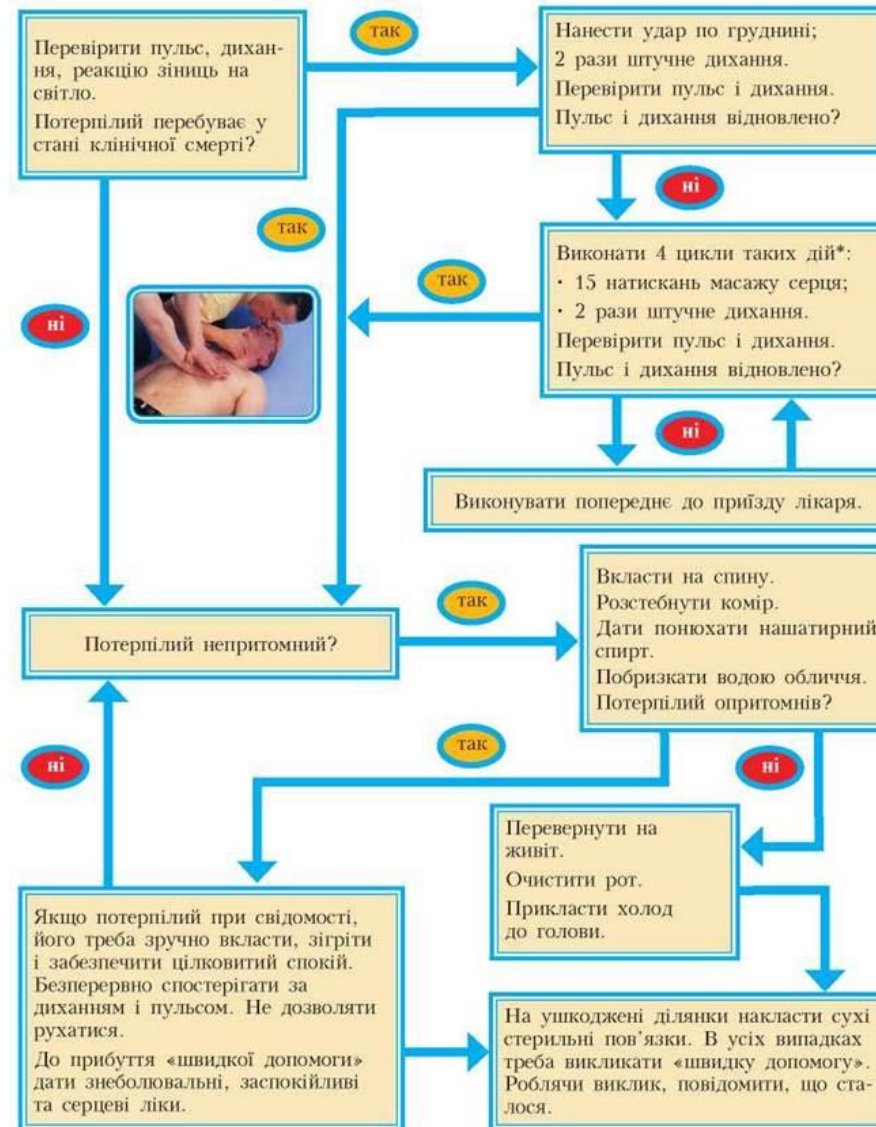 Перевірити пульс, дихан-
ня, реакцію зіниць на
світло.
Потерпілий перебуває у
стані клінічної смерті?
так
Нанести удар по груднині;
2 рази штучне дихання.
Перевірити пульс і дихання.
Пульс і дихання відновлено?
ні
так
Виконати 4 цикли таких дій*:
· 15 натискань масажу серця;
· 2 рази штучне дихання.
Перевірити пульс і дихання.
Пульс і дихання відновлено?
так
ні
ні
Виконувати попереднє до приїзду лікаря.
Потерпілий непритомний?
так
Вкласти на спину.
Розстебнути комір.
Дати понюхати нашатирний
спирт.
Побризкати водою обличчя.
Потерпілий опритомнів?
так
ні
ні
Перевернути на
живіт.
Очистити рот.
Прикласти холод
до голови.
Якщо потерпілий при свідомості,
його треба зручно вкласти, зігріти
і забезпечити цілковитий спокій.
Безперервно спостерігати за
диханням і пульсом. Не дозволяти
рухатися.
До прибуття «швидкої допомоги»
дати знеболювальні, заспокійливі
та серцеві ліки.
На ушкоджені ділянки накласти сухі
стерильні пов’язки. В усіх випадках
треба викликати «швидку допомогу».
Роблячи виклик, повідомити, що ста-
лося.